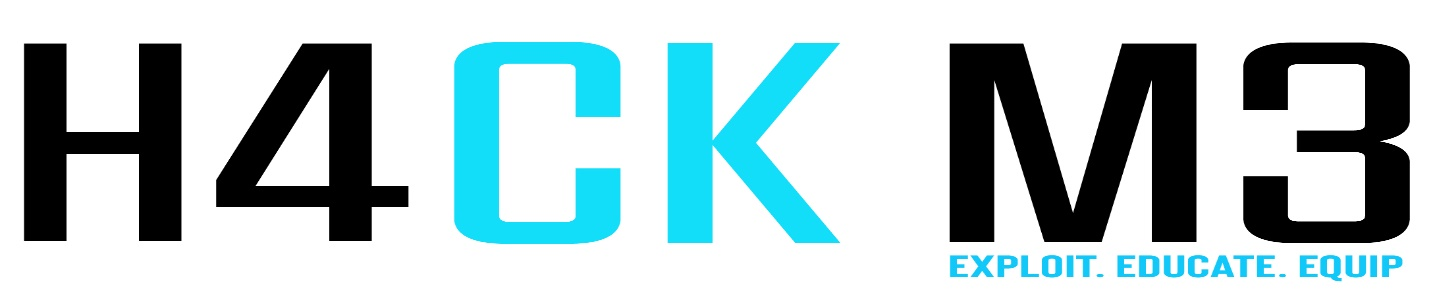 H4CK M3
EXPLOIT. EDUCATE. EQUIP